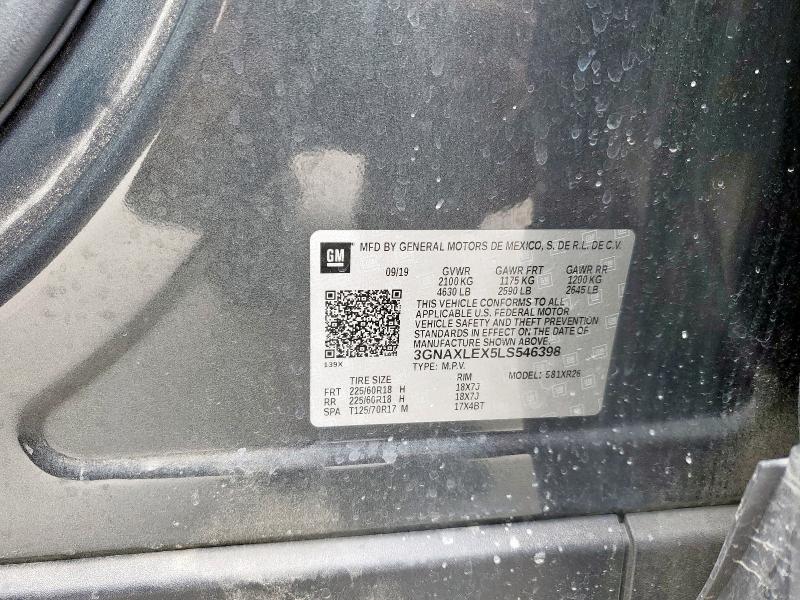 GM
MFD BY GENERAL MOTORS DE MEXICO, S. DE R.L. DE C.V.
09/19 GVWR GAWR FRT GAWR RR
2100 KG 1175 KG 1200 KG
4630 LB 2590 LB 2645 LB
THIS VEHICLE CONFORMS TO ALL
APPLICABLE U.S. FEDERAL MOTOR
VEHICLE SAFETY AND THEFT PREVENTION
STANDARDS IN EFFECT ON THE DATE OF
MANUFACTURE SHOWN ABOVE.
3GNAXLEX5LS546398
139X
TYPE: M.P.V. MODEL: 581XR26
TIRE SIZE RIM
FRT 225/60R18 H 18X7J
RR 225/60R18 H 18X7J
SPA T125/70R17 M 17X4BT